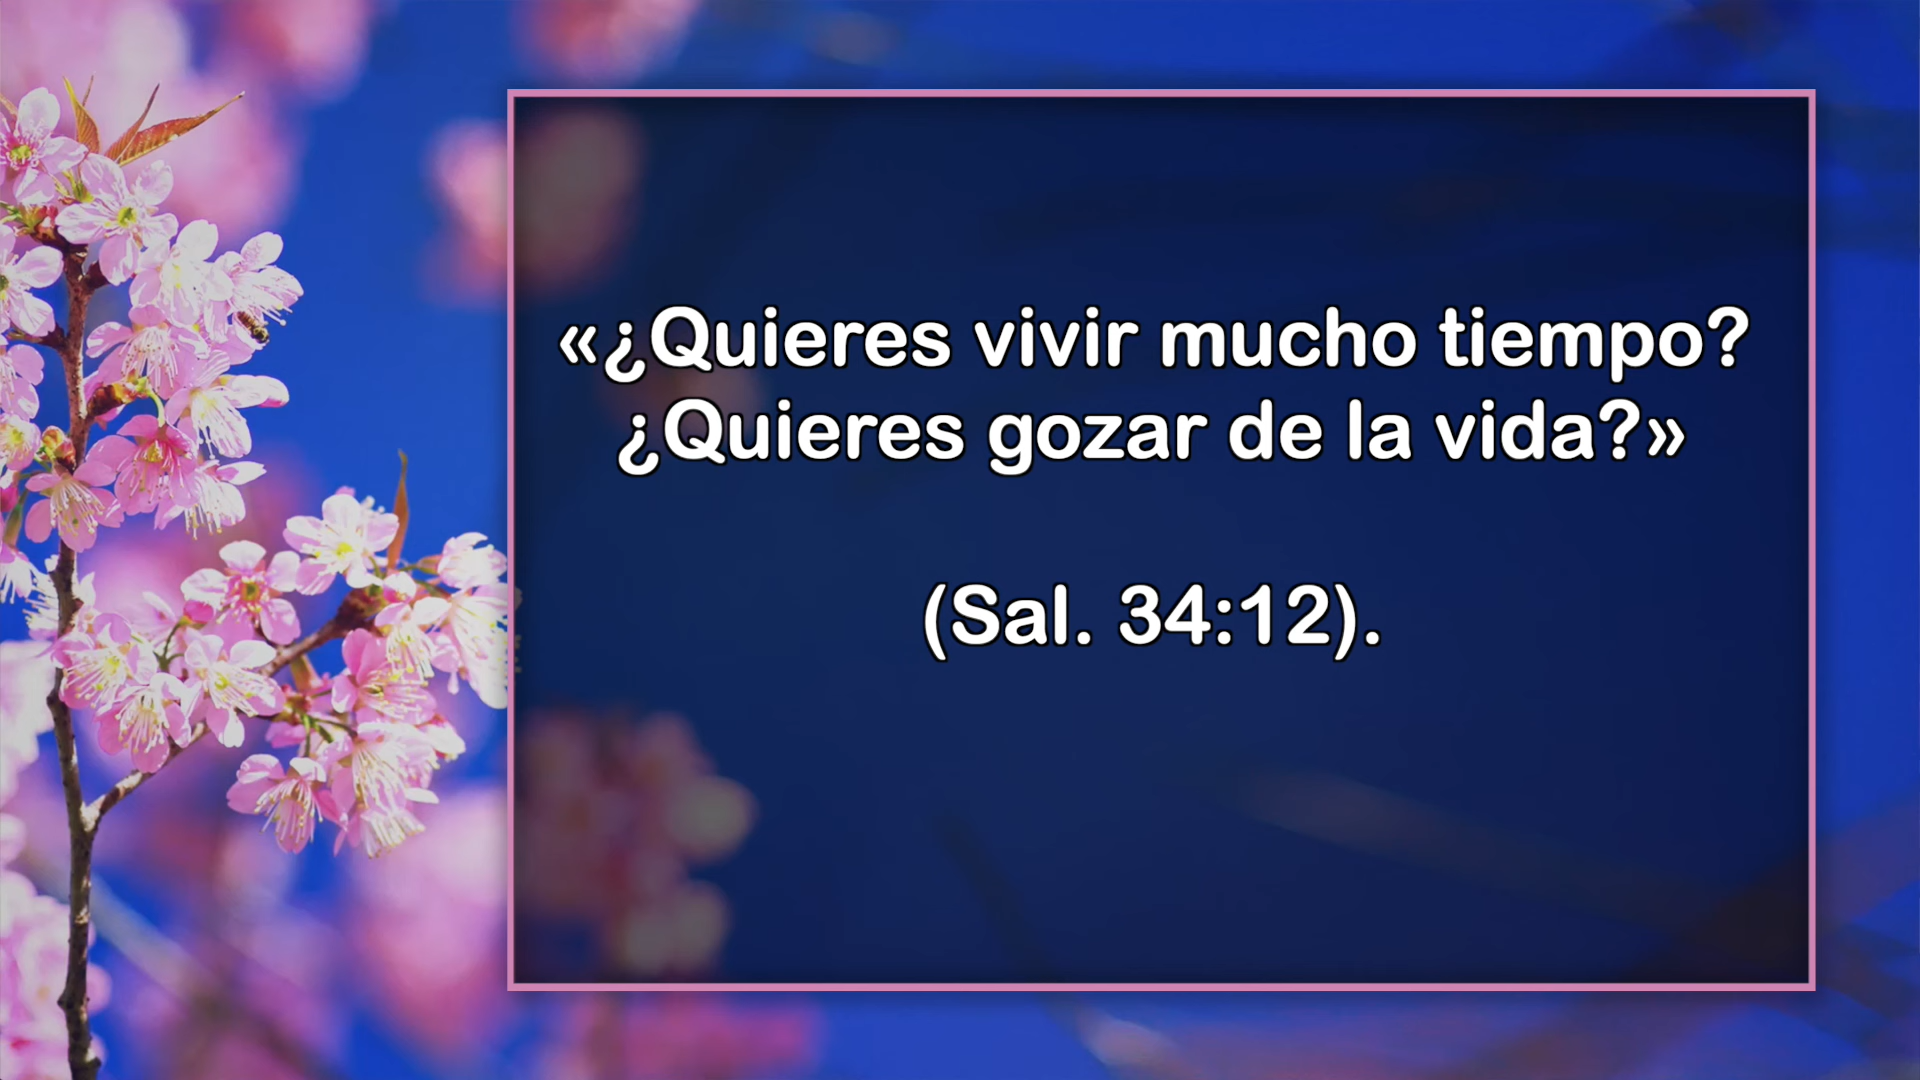 «¿Quieres vivir mucho tiempo?
¿Quieres gozar de la vida?»
(Sal. 34:12).